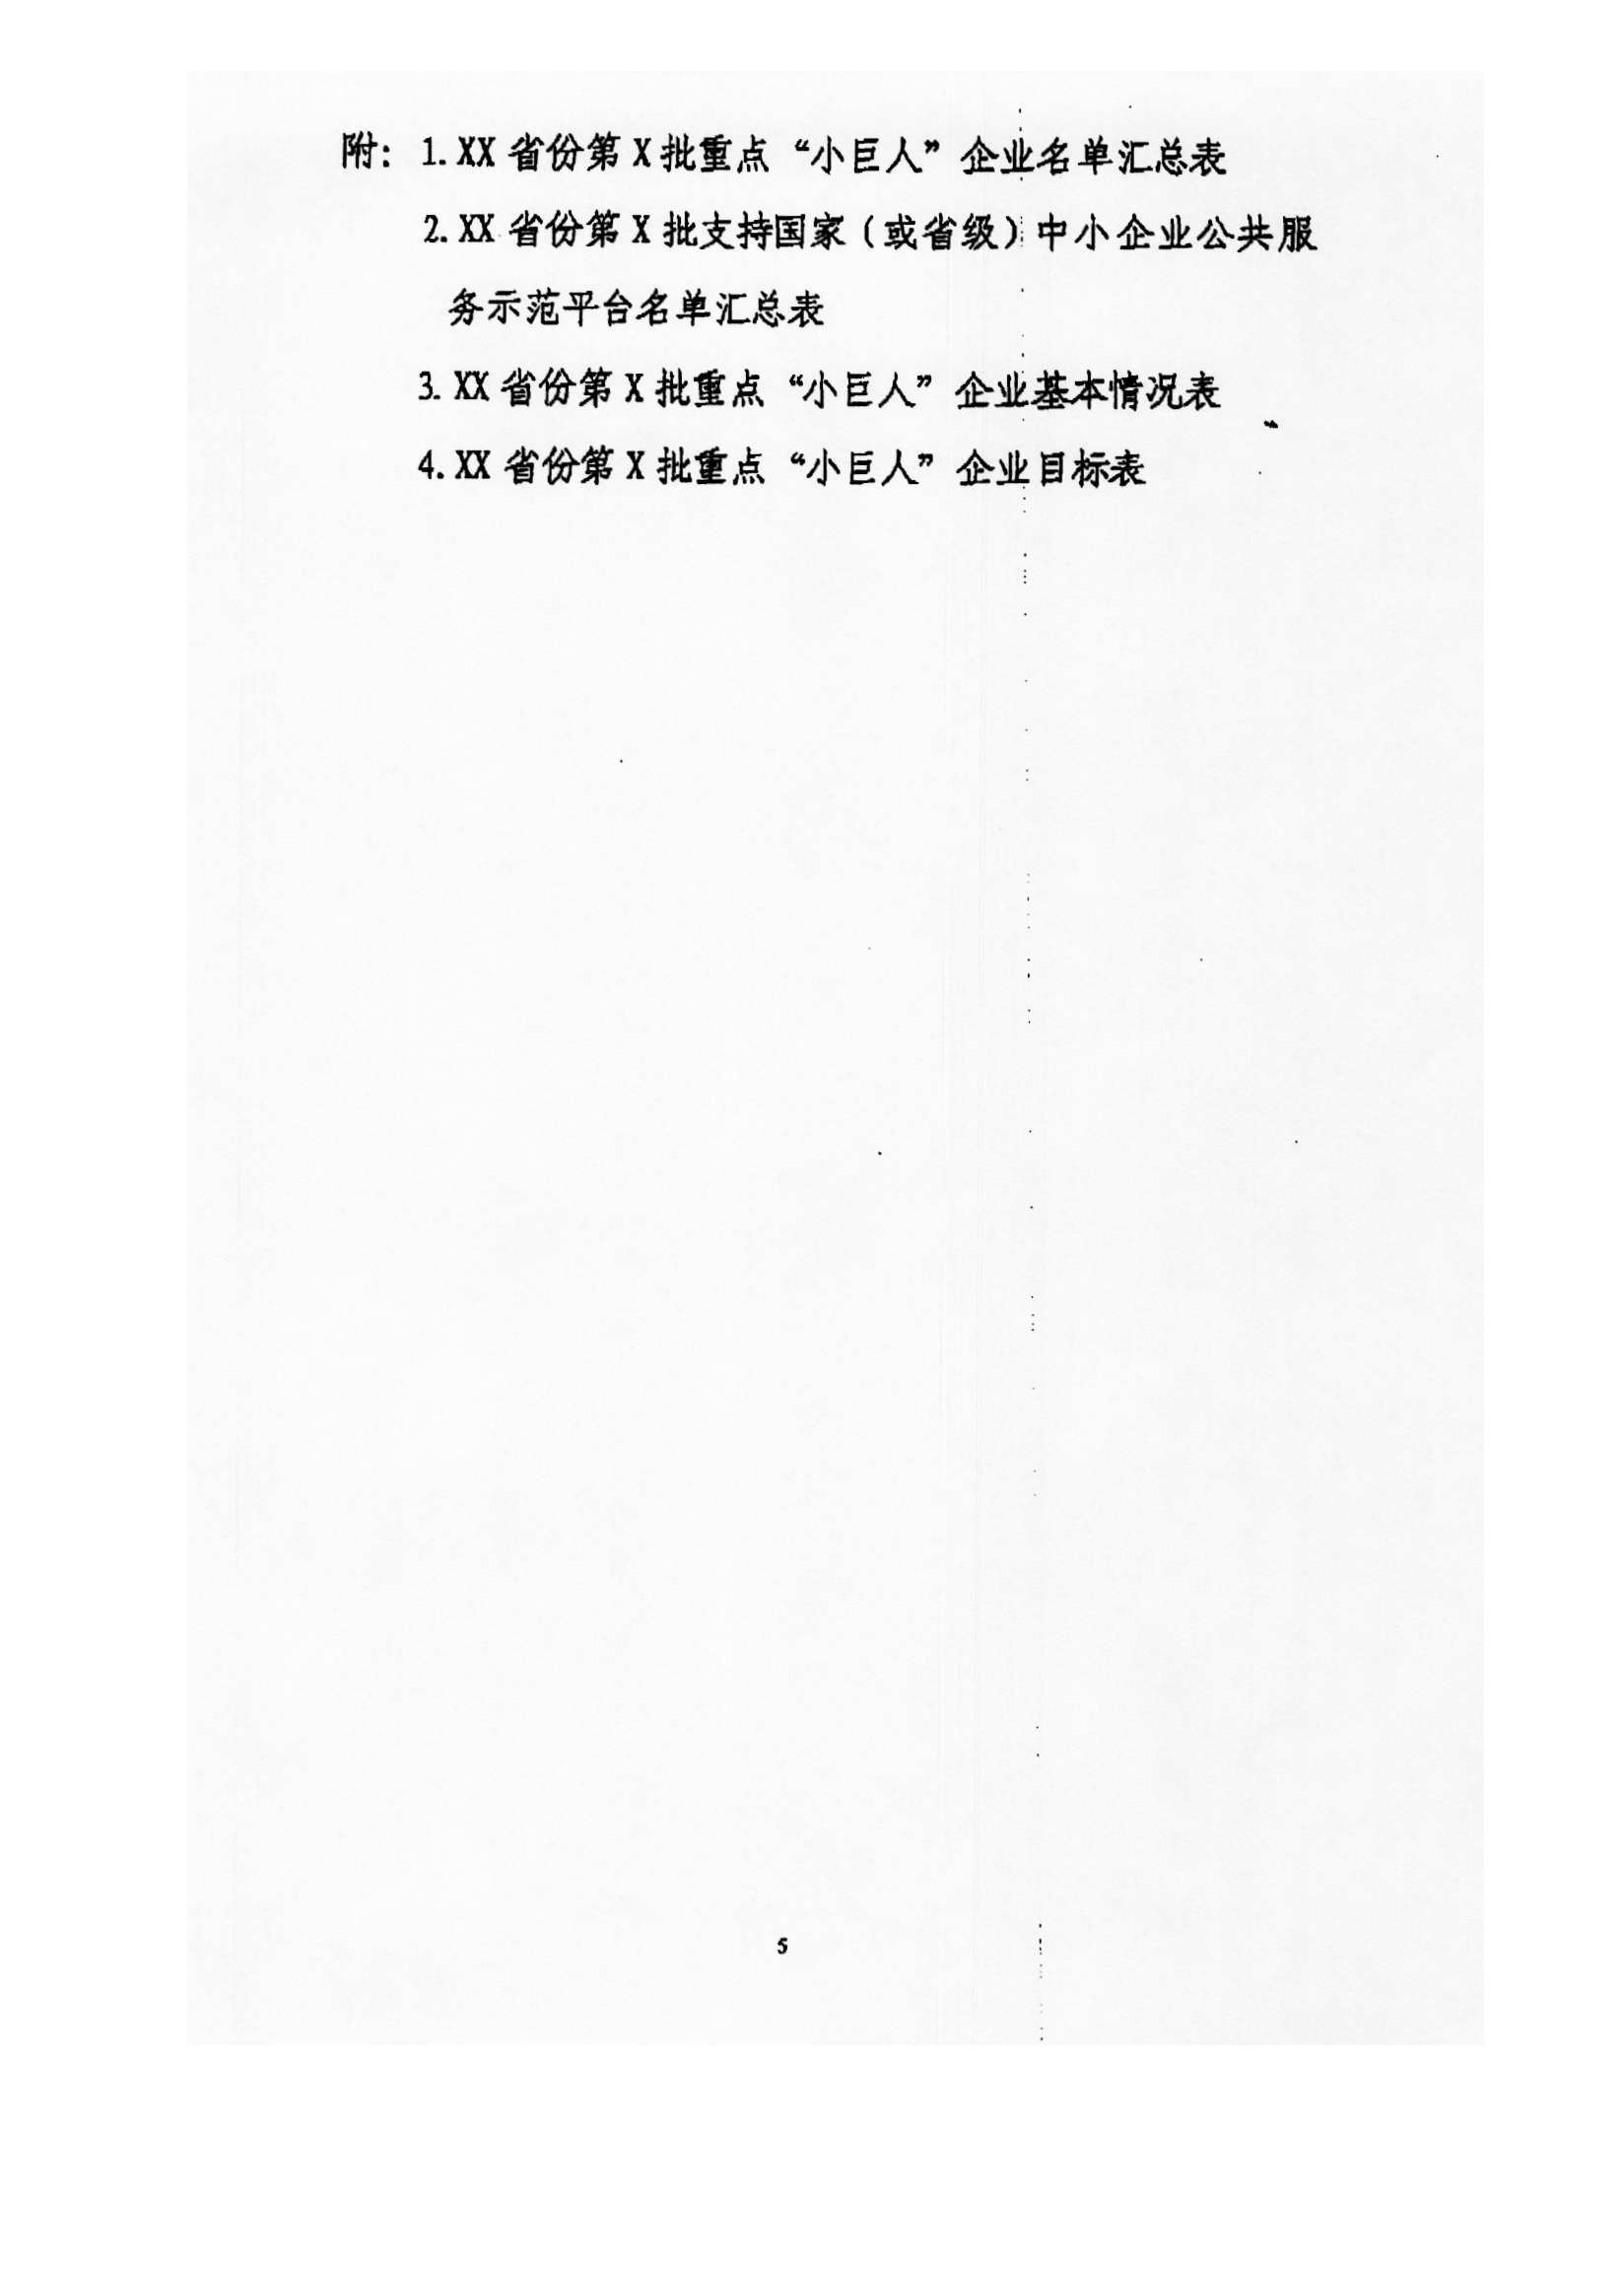 附：1.XX 省份第 X 批重点“小巨人”企业名单汇总表
2.XX 省份第 X 批支持国家（或省级）中小企业公共服
务示范平台名单汇总表
3.XX 省份第 X 批重点“小巨人”企业基本情况表
4.XX 省份第 X 批重点“小巨人”企业目标表
5